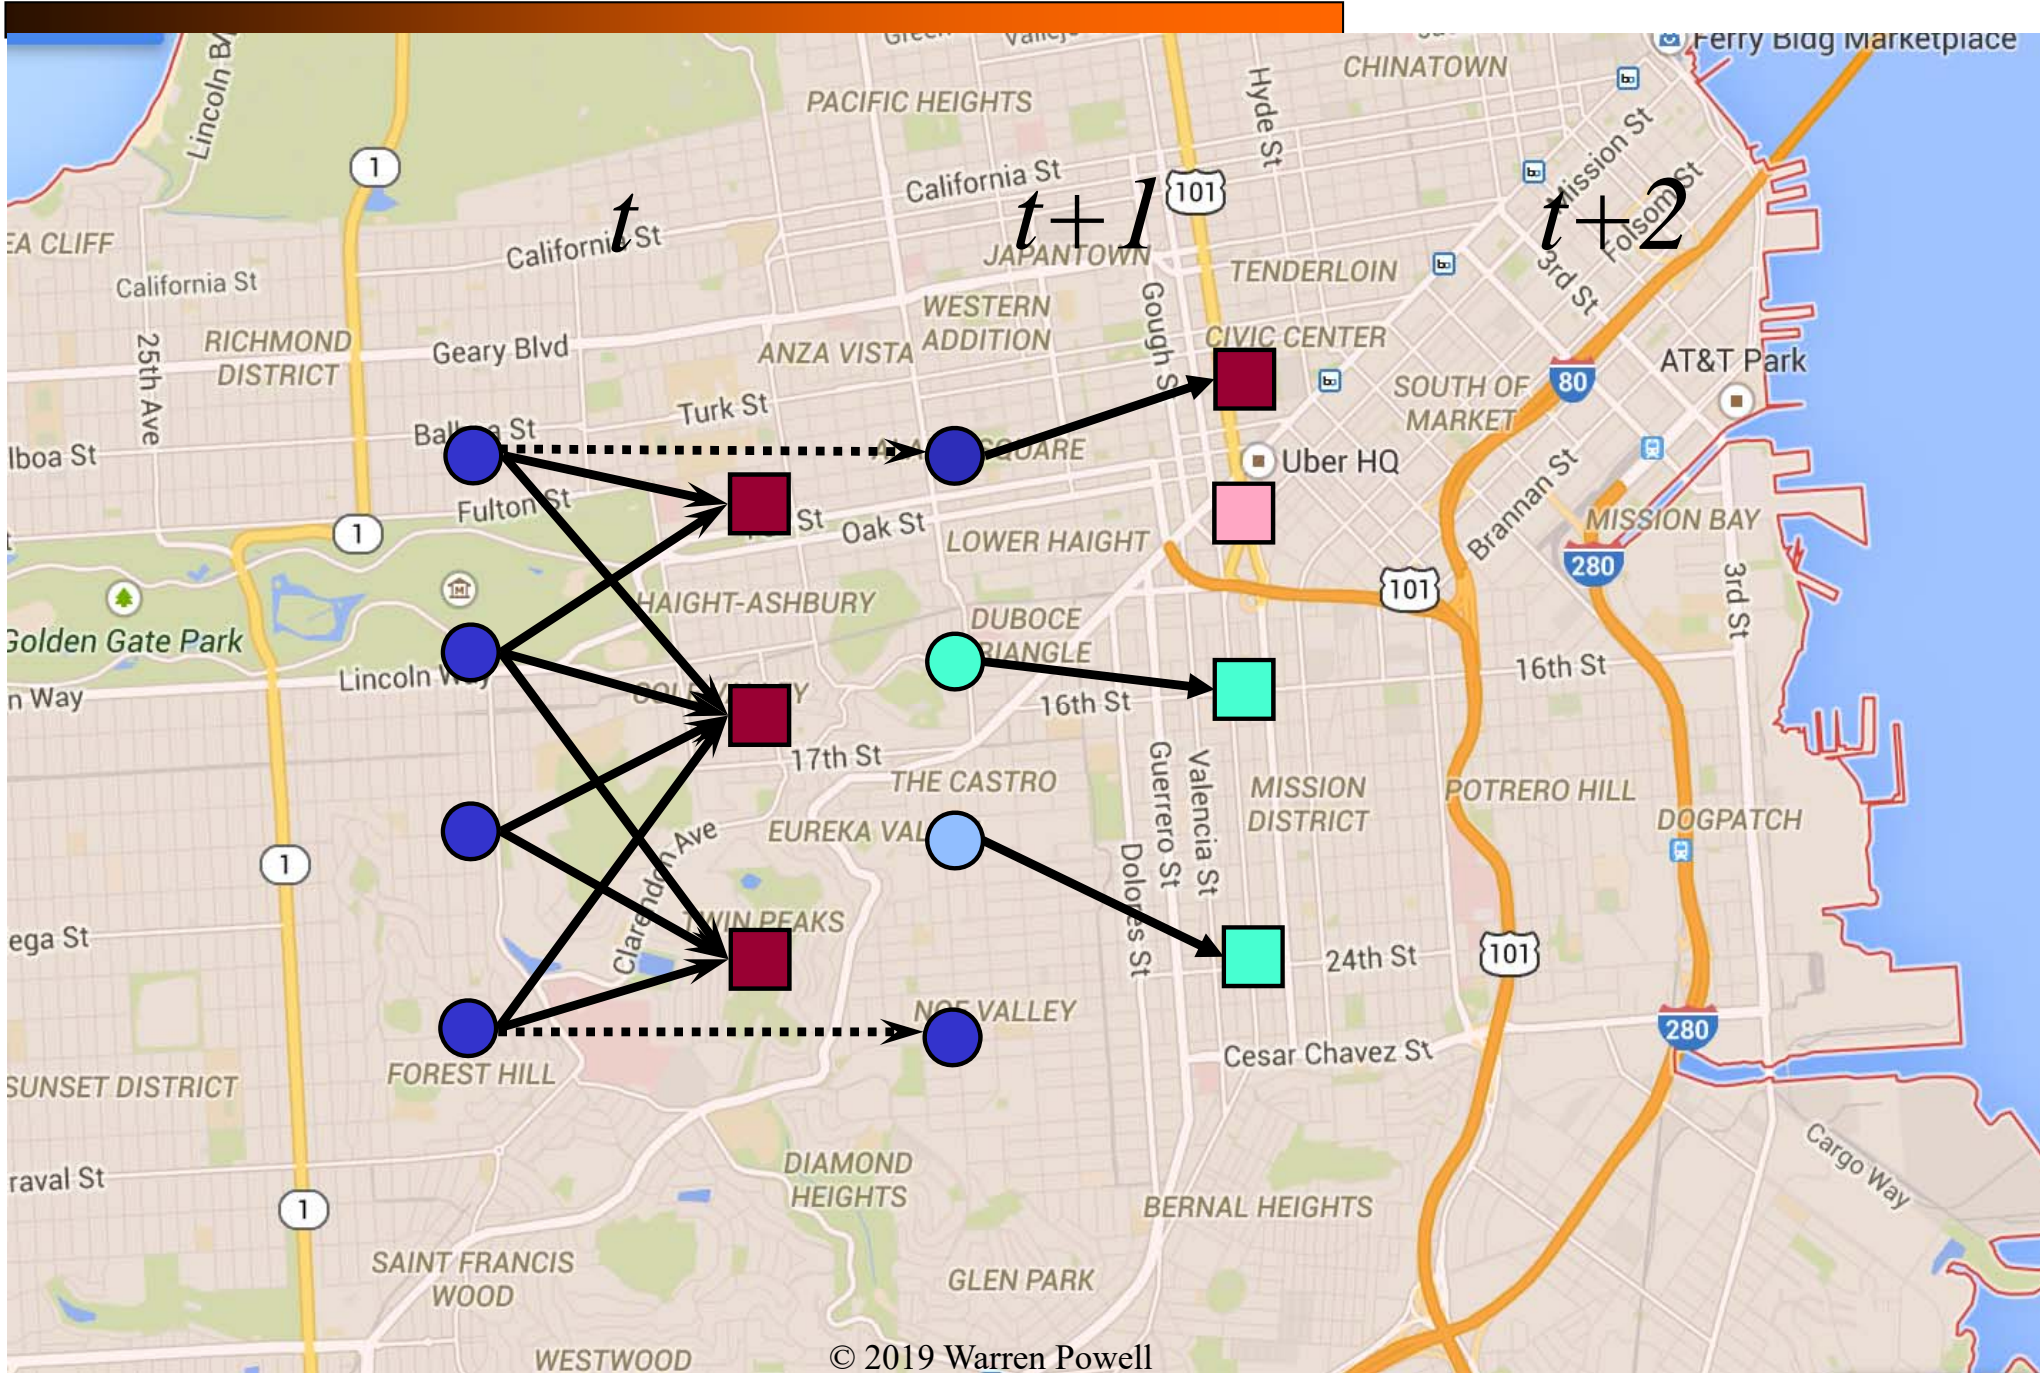 Ferry Bldg Marketplace
CHINATOWN
PACIFIC HEIGHTS
Hyde St
Mission St
Folsom St
1
California St
101
t
t+1
t+2
EA CLIFF
California St
JAPANTOWN
TENDERLOIN
3rd St
California St
WESTERN
ADDITION
25th Ave
RICHMOND
DISTRICT
Geary Blvd
ANZA VISTA
CIVIC CENTER
AT&T Park
SOUTH OF
MARKET
80
Turk St
lboa St
Uber HQ
Fulton St
St
Oak St
LOWER HAIGHT
Brannan St
MISSION BAY
1
280
101
3rd St
HAIGHT-ASHBURY
DUBOCE
Golden Gate Park
16th St
n Way
16th St
17th St
THE CASTRO
Guerrero St
Valencia St
MISSION
DISTRICT
POTRERO HILL
DOGPATCH
1
Clarendon Ave
Dolores St
TWIN PEAKS
ega St
24th St
101
NOE VALLEY
280
Cesar Chavez St
FOREST HILL
SUNSET DISTRICT
Cargo Way
raval St
DIAMOND
HEIGHTS
1
BERNAL HEIGHTS
SAINT FRANCIS
WOOD
GLEN PARK
WESTWOOD
© 2019 Warren Powell